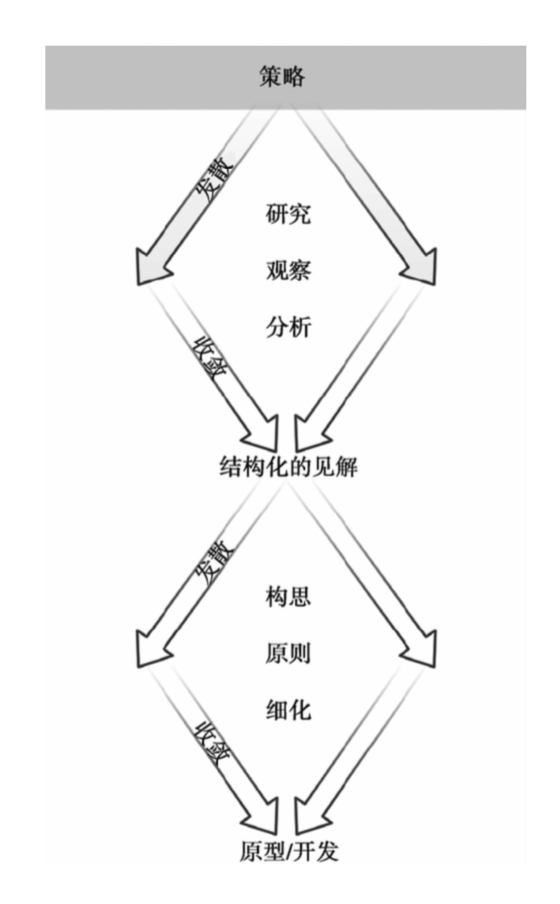 策略
发散
研究
观察
分析
收敛
结构化的见解
发散
构思
原则
细化
收敛
原型/开发